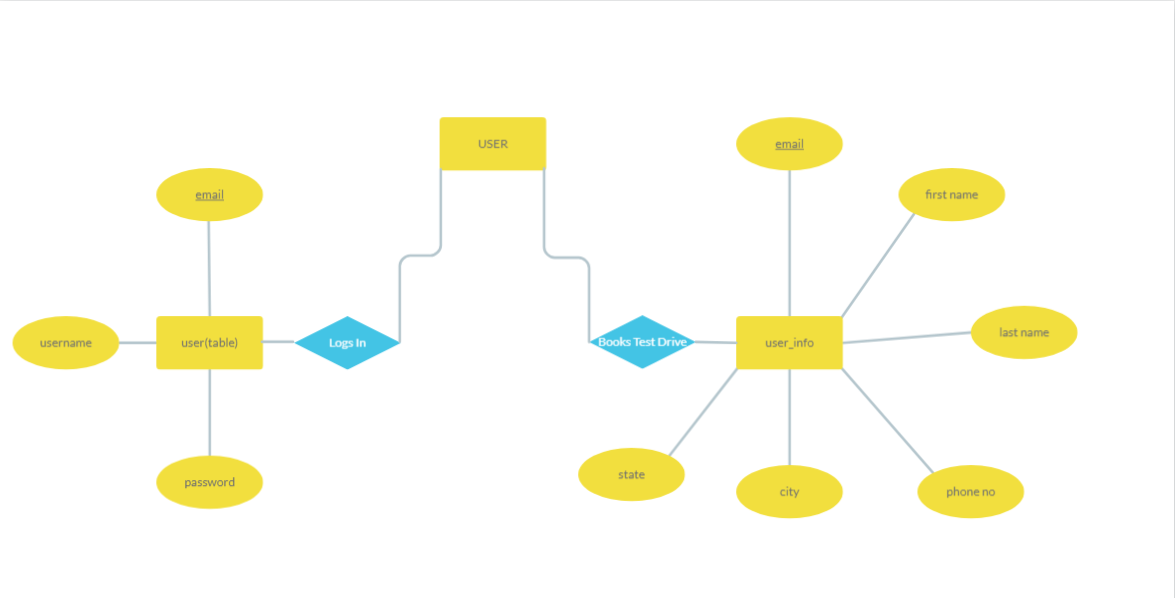 USER
email
email
first name
username
user(table)
Logs In
Books Test Drive
user_info
last name
password
state
city
phone no